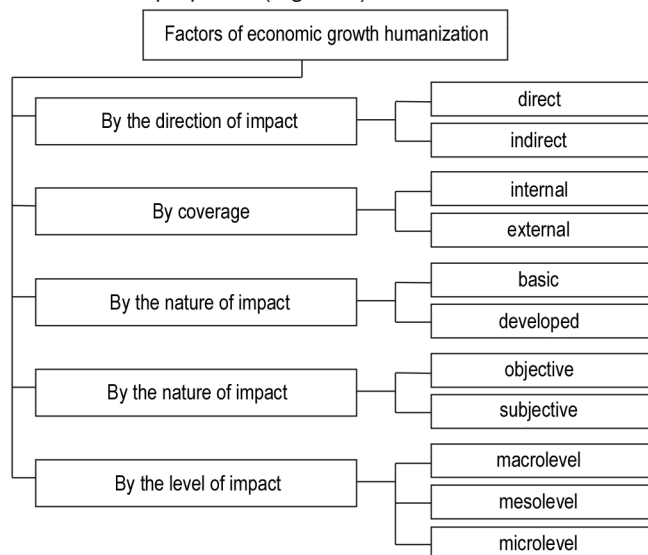 Factors of economic growth humanization
By the direction of impact
direct
indirect
By coverage
internal
external
By the nature of impact
basic
developed
By the nature of impact
objective
subjective
By the level of impact
macrolevel
mesolevel
microlevel